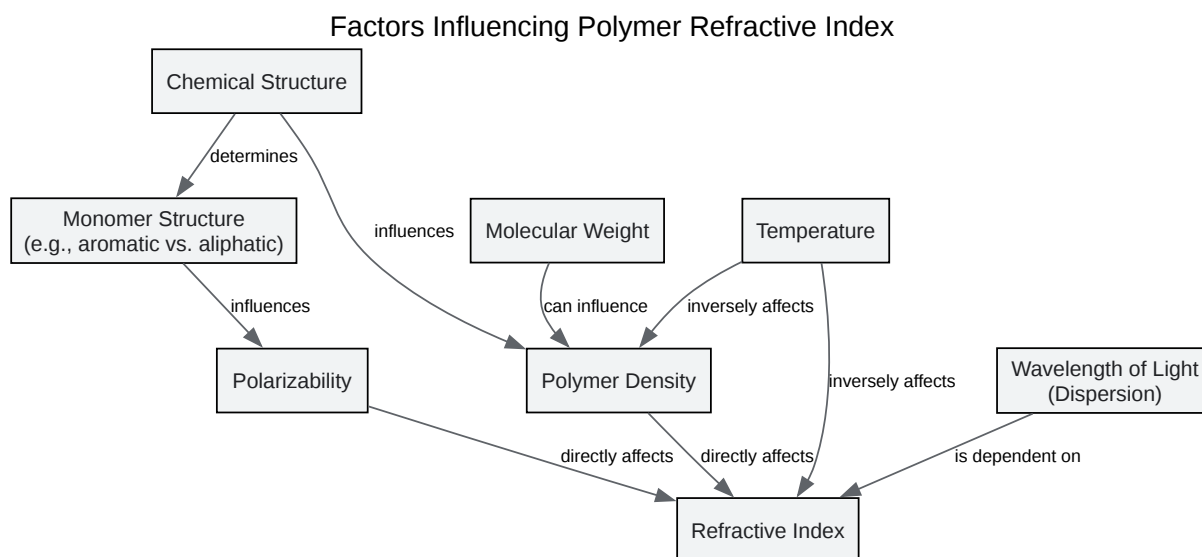 Factors Influencing Polymer Refractive Index
Chemical Structure
determines
Monomer Structure
(e.g., aromatic vs. aliphatic)
influences
Molecular Weight
Temperature
influences
can influence
inversely affects
Polarizability
Polymer Density
inversely affects
Wavelength of Light
(Dispersion)
directly affects
directly affects
is dependent on
Refractive Index